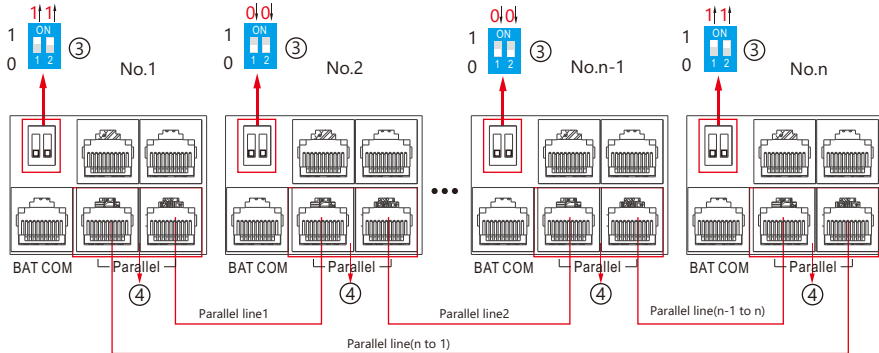 1 1 0 0 0 0 1 1
ON ON ON ON
1 ③ 1 ③ 1 ③ 1 ③
0 1 2 0 1 2 0 1 2 0 1 2
No.1 No.2 No.n-1 No.n
•••
BAT COM Parallel BAT COM Parallel BAT COM Parallel BAT COM Parallel
④ ④ ④ ④
Parallel line1 Parallel line2 Parallel line(n-1 to n)
Parallel line(n to 1)